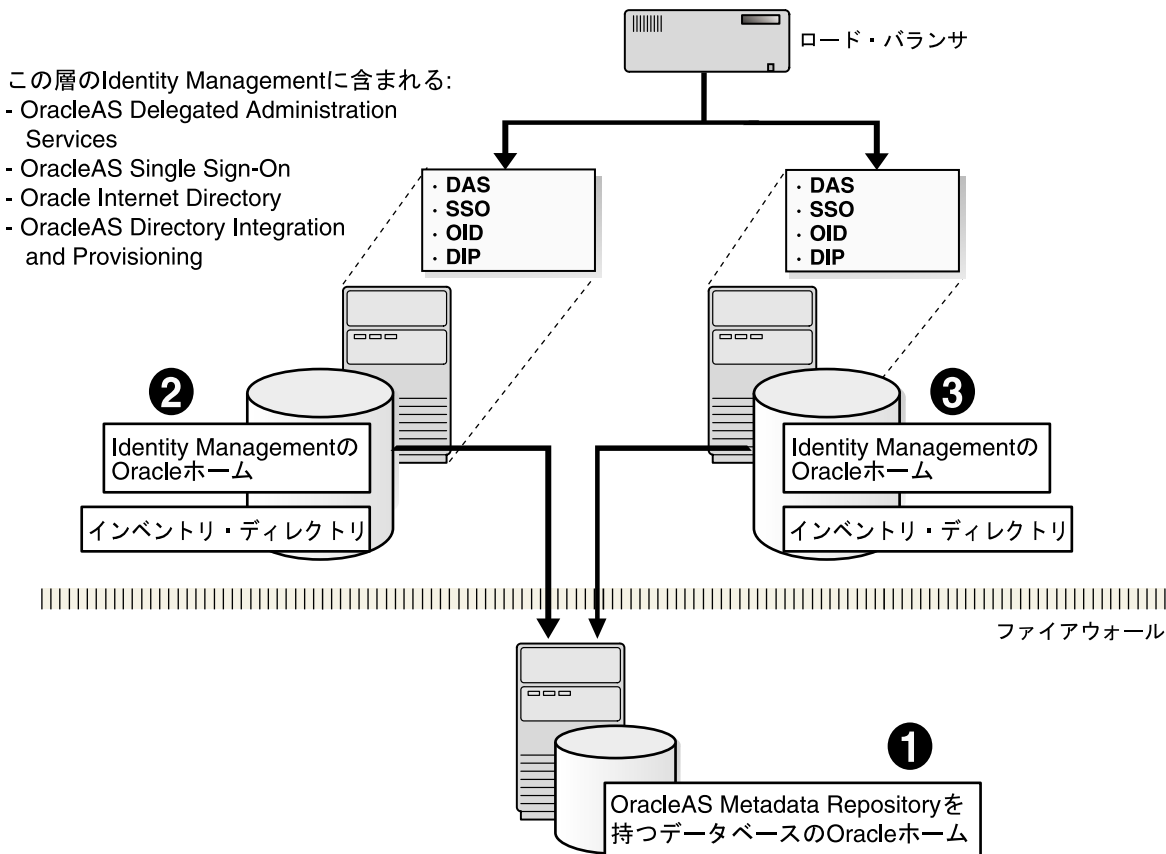 ロード・バランサ
この層のIdentity Managementに含まれる:
- OracleAS Delegated Administration
Services
- OracleAS Single Sign-On
- Oracle Internet Directory
- OracleAS Directory Integration
and Provisioning
· DAS
· SSO
· OID
· DIP
· DAS
· SSO
· OID
· DIP
2
Identity Managementの
Oracleホーム
インベントリ・ディレクトリ
3
Identity Managementの
Oracleホーム
インベントリ・ディレクトリ
ファイアウォール
1
OracleAS Metadata Repositoryを
持つデータベースのOracleホーム